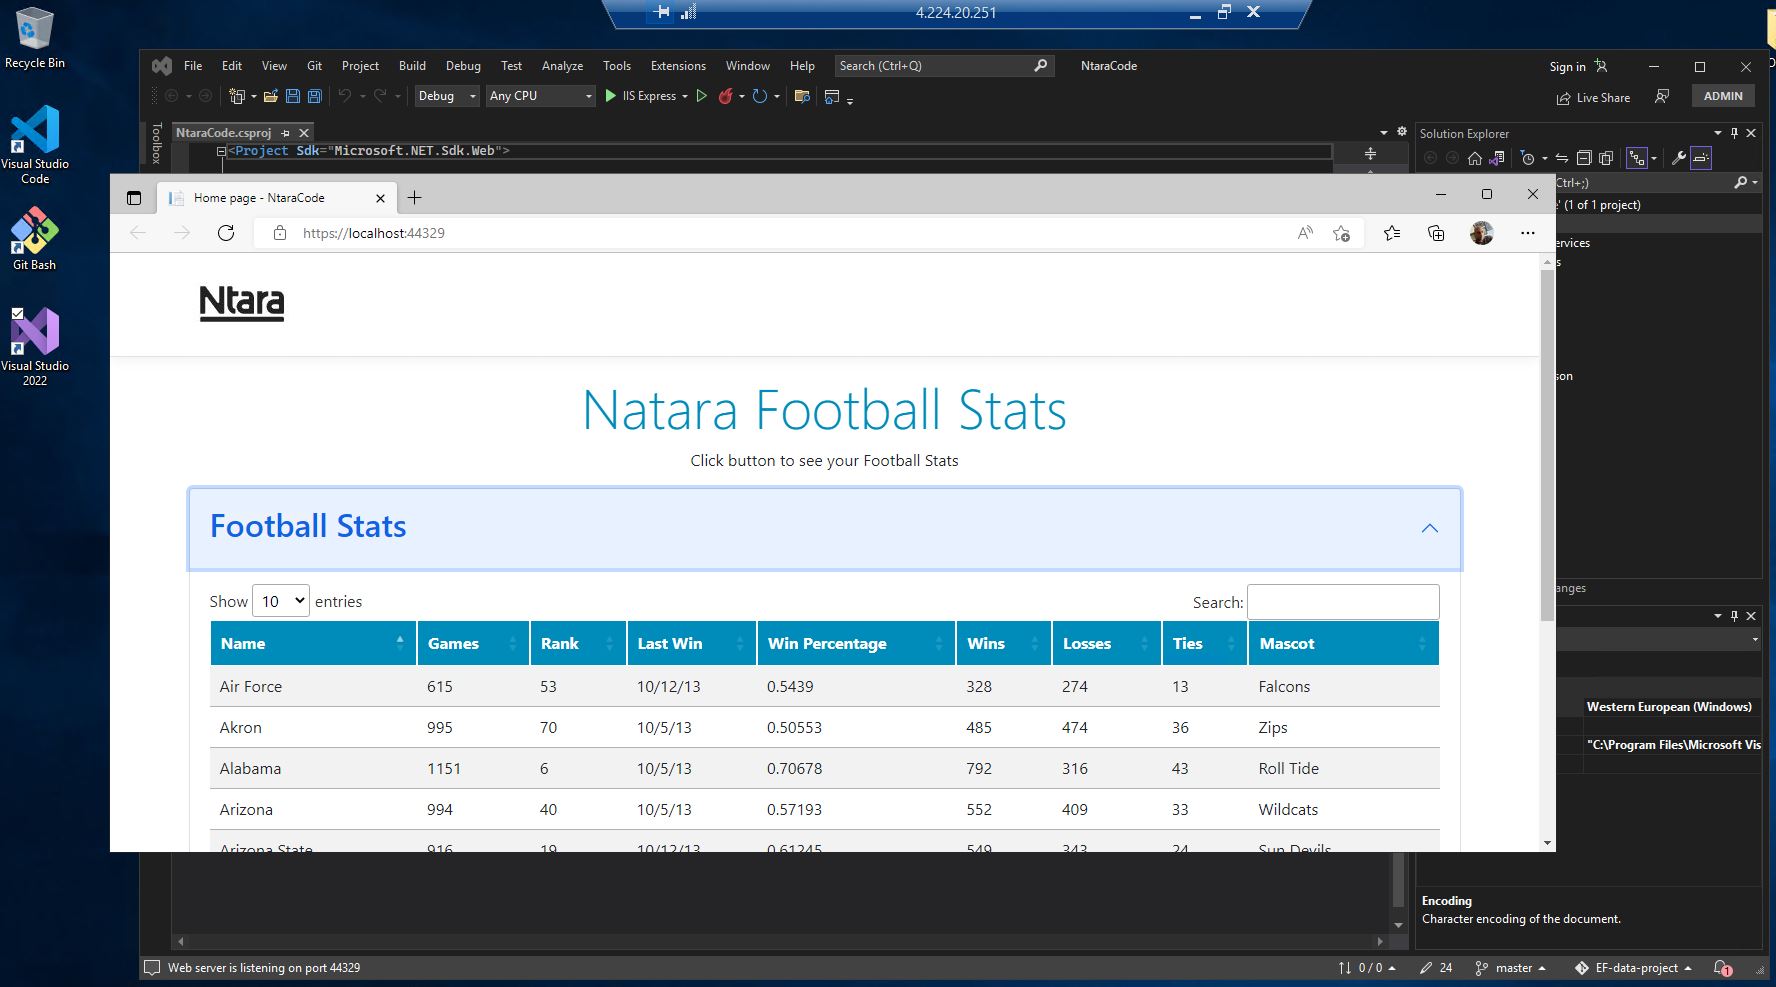 4.224.20.251
Recycle Bin
File Edit View Git Project Build Debug Test Analyze Tools Extensions Window Help Search (Ctrl+Q) NtaraCode Sign in
Debug Any CPU IIS Express Live Share ADMIN
Toolbox
NtaraCode.csproj
Solution Explorer
<Project Sdk="Microsoft.NET.Sdk.Web">
Visual Studio
Code
Ctrl+;)
Home page - NtaraCode
(1 of 1 project)
https://localhost:44329
ervices
s
Git Bash
Ntara
Visual Studio
2022
son
Natara Football Stats
Click button to see your Football Stats
Football Stats
anges
Show 10 entries Search:
Name Games Rank Last Win Win Percentage Wins Losses Ties Mascot
Air Force 615 53 10/12/13 0.5439 328 274 13 Falcons
Akron 995 70 10/5/13 0.50553 485 474 36 Zips
Alabama 1151 6 10/5/13 0.70678 792 316 43 Roll Tide
Arizona 994 40 10/5/13 0.57193 552 409 33 Wildcats
Arizona State 916 19 10/12/13 0.61245 549 343 24 Sun Devils
Western European (Windows)
"C:\Program Files\Microsoft Vis
Encoding
Character encoding of the document.
Web server is listening on port 44329
0 / 0 24 master EF-data-project 1